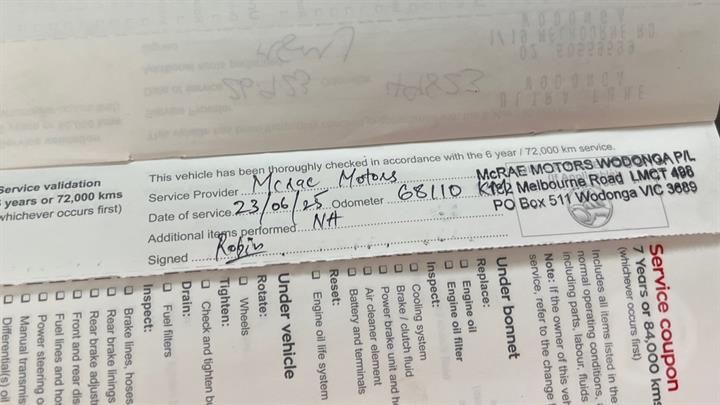 Service validation
years or 72,000 kms
whichever occurs first)
This vehicle has been thoroughly checked in accordance with the 6 year / 72,000 km service.
Service Provider McRae Motors
Date of service 23/06/25 Odometer 68110 Kms
Additional items performed NA
Signed Robin
McRAE MOTORS WODONGA P/L
Melbourne Road LMCT 498
PO Box 511 Wodonga VIC 3689
Service coupon
7 Years or 84,000 kms
(whichever occurs first)
Includes all items listed in the
normal operating conditions,
including parts, labour, fluids
Note: If the owner of this veh
service refer to the change
Under bonnet
Replace:
Engine oil
Engine oil filter
Inspect:
Cooling system
Brake / clutch fluid
Power brake unit and h
Air cleaner element
Battery and terminals
Reset:
Engine oil life system
Under vehicle
Rotate:
Wheels
Tighten:
Check and tighten b
Drain:
Fuel filters
Inspect:
Brake lines, hoses
Rear brake linings
Rear brake adjust
Front and rear dis
Fuel lines and ho
Power steering o
Manual transmis
Differential(s) oil